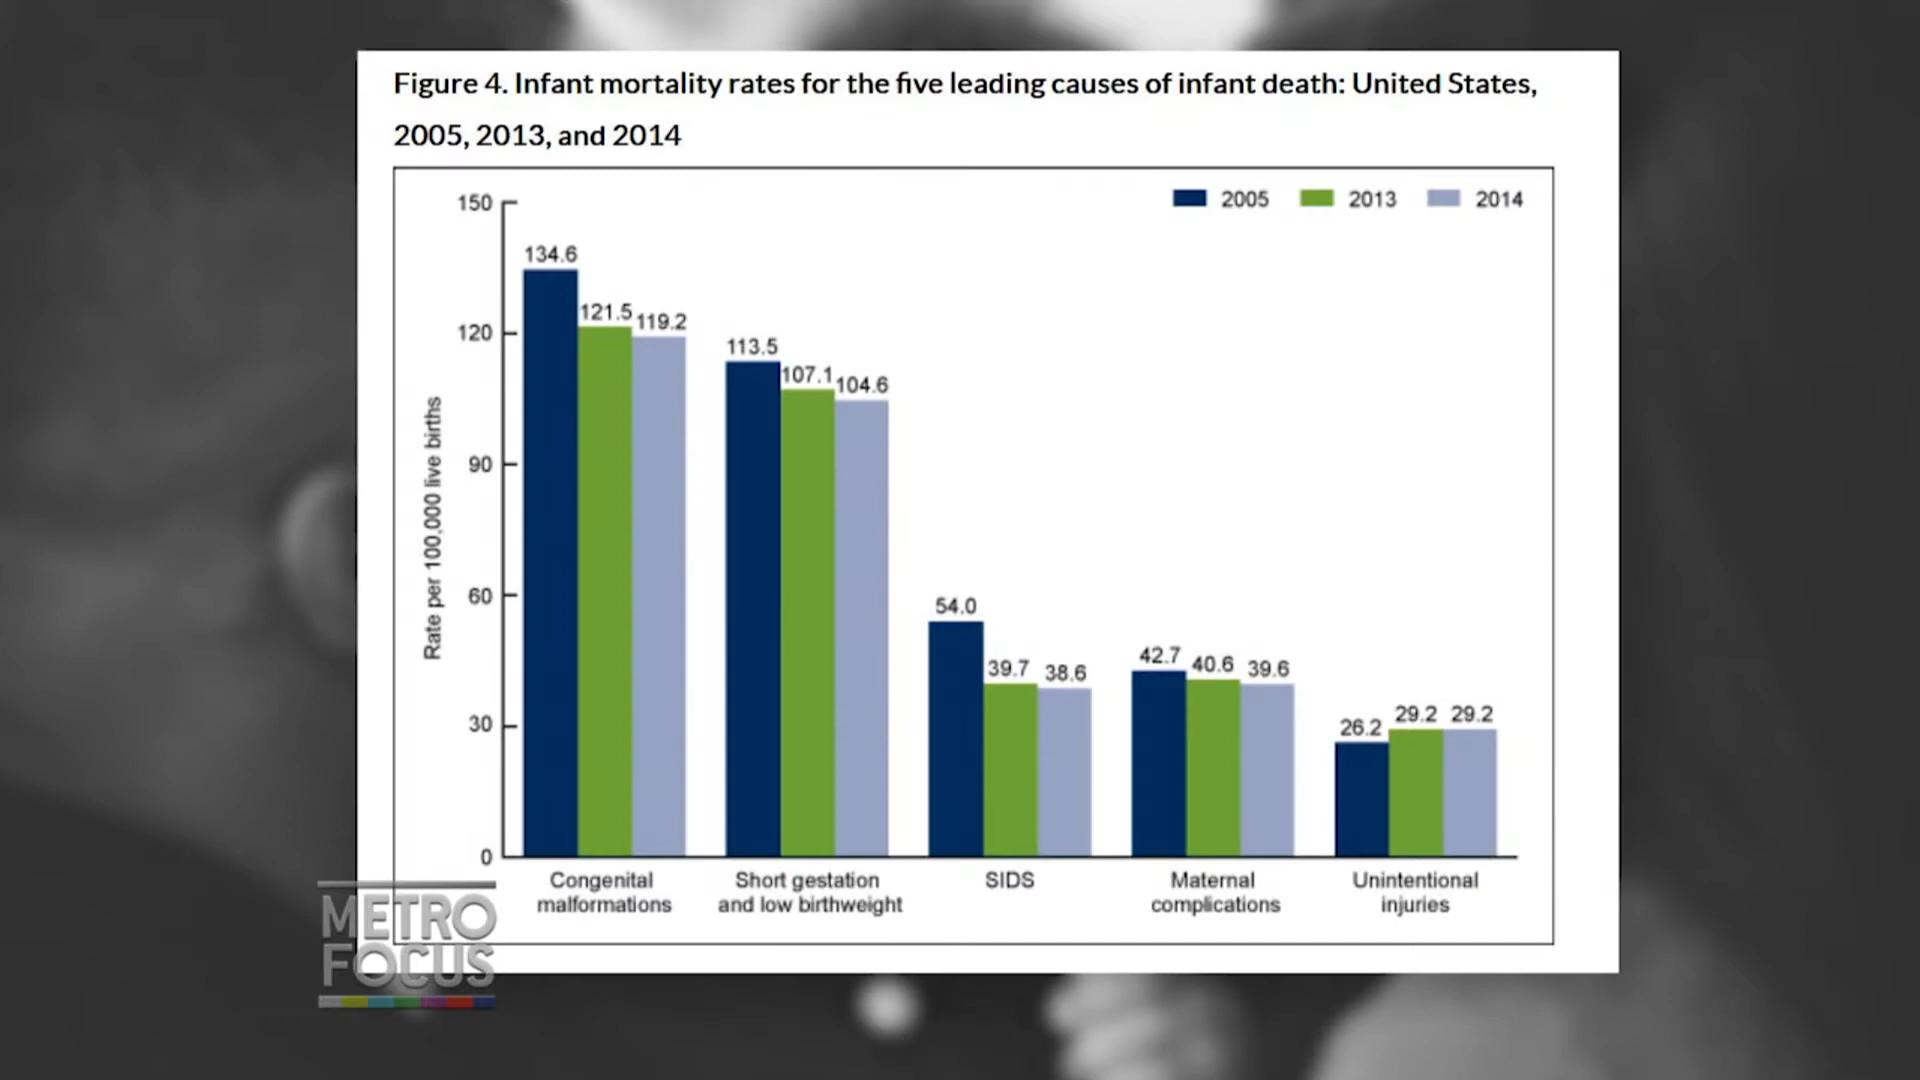 Figure 4. Infant mortality rates for the five leading causes of infant death: United States,
2005, 2013, and 2014
2005 2013 2014
Rate per 100,000 live births
150
120
90
60
30
0
134.6 121.5 119.2
113.5 107.1 104.6
54.0 39.7 38.6
42.7 40.6 39.6
26.2 29.2 29.2
Congenital
malformations
Short gestation
and low birthweight
SIDS
Maternal
complications
Unintentional
injuries
METRO
FOCUS